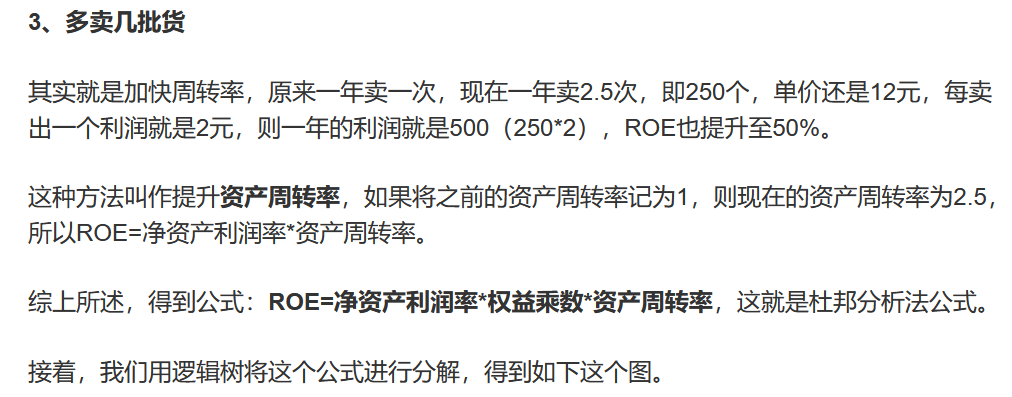 3、多卖几批货
其实就是加快周转率，原来一年卖一次，现在一年卖2.5次，即250个，单价还是12元，每卖
出一个利润就是2元，则一年的利润就是500（250*2），ROE也提升至50%。
这种方法叫作提升资产周转率，如果将之前的资产周转率记为1，则现在的资产周转率为2.5，
所以ROE=净资产利润率*资产周转率。
综上所述，得到公式：ROE=净资产利润率*权益乘数*资产周转率，这就是杜邦分析法公式。
接着，我们用逻辑树将这个公式进行分解，得到如下这个图。